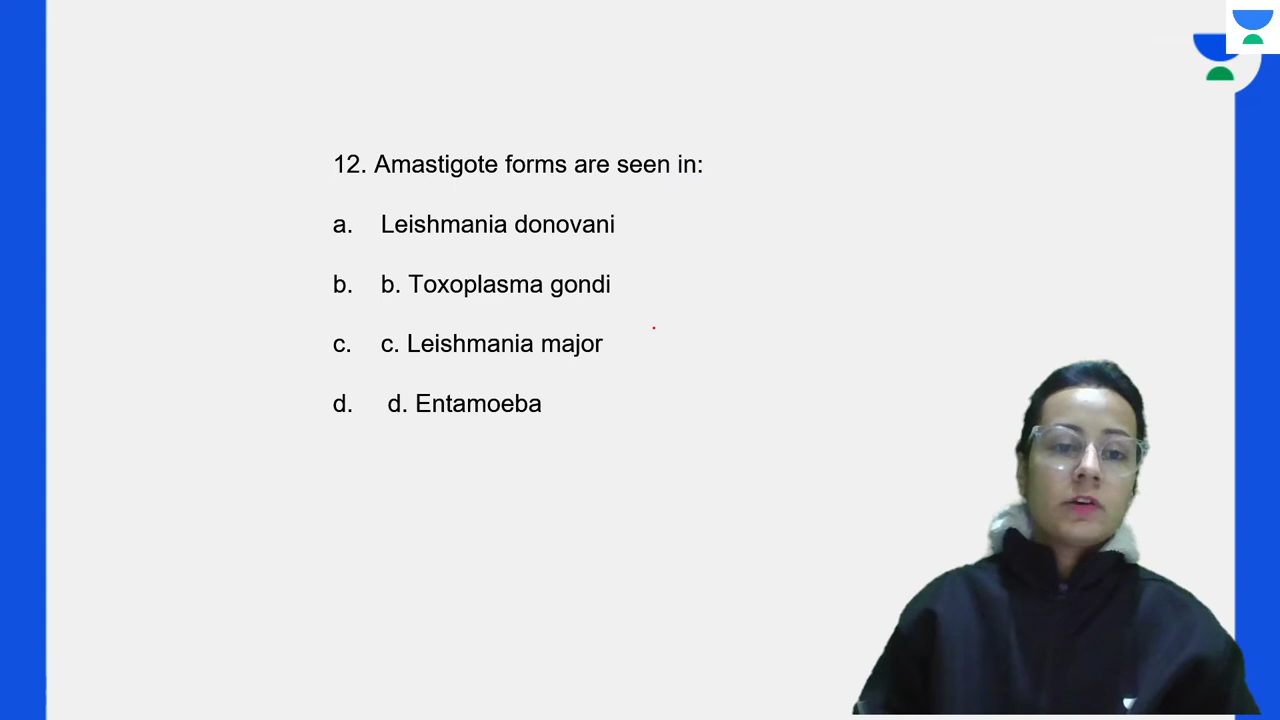 12. Amastigote forms are seen in:
a. Leishmania donovani
b. b. Toxoplasma gondi
c. c. Leishmania major
d. d. Entamoeba